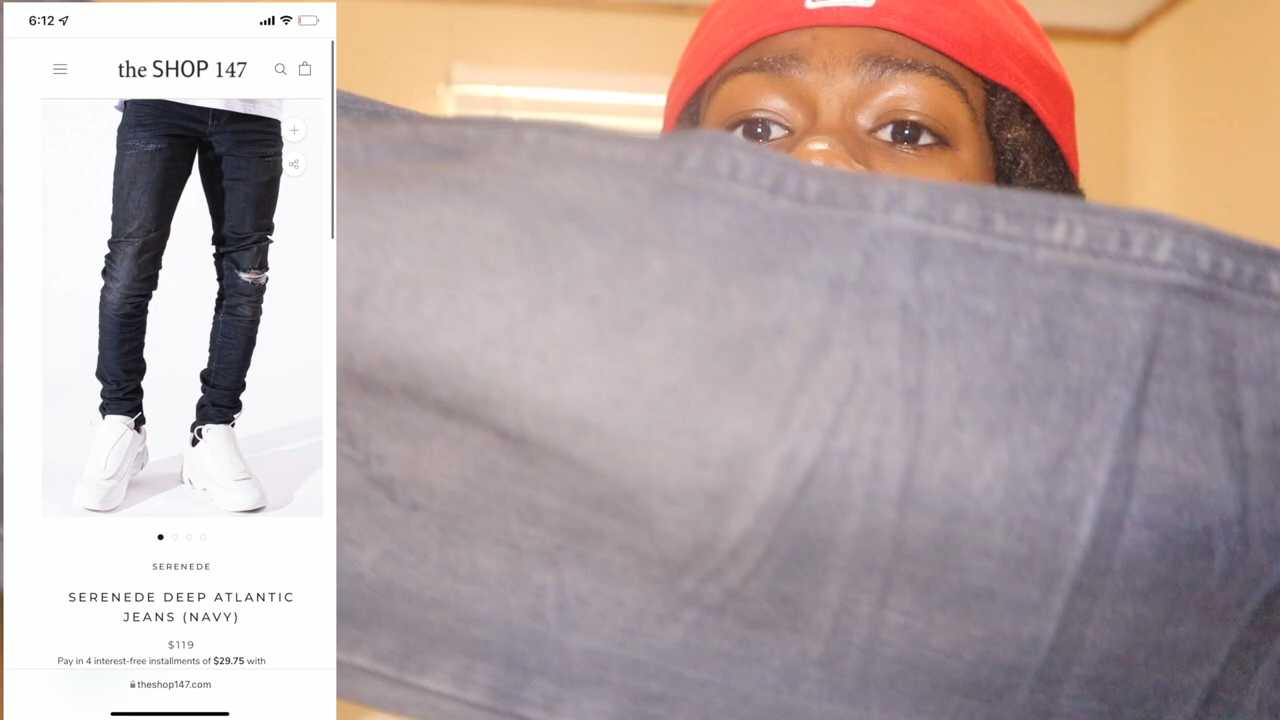 6:12
the SHOP 147
SERENEDE
SERENEDE DEEP ATLANTIC
JEANS (NAVY)
$119
Pay in 4 interest-free installments of $29.75 with
theshop147.com